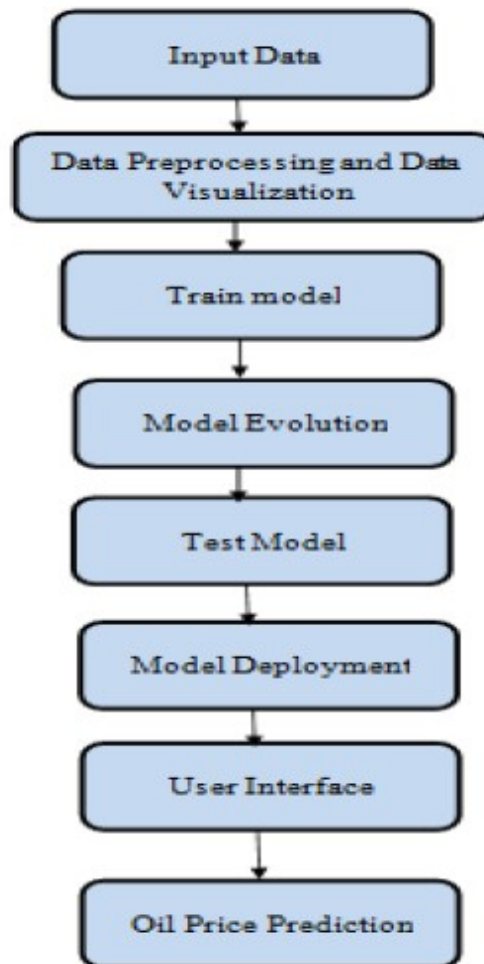 Input Data
Data Preprocessing and Data
Visualization
Train model
Model Evolution
Test Model
Model Deployment
User Interface
Oil Price Prediction